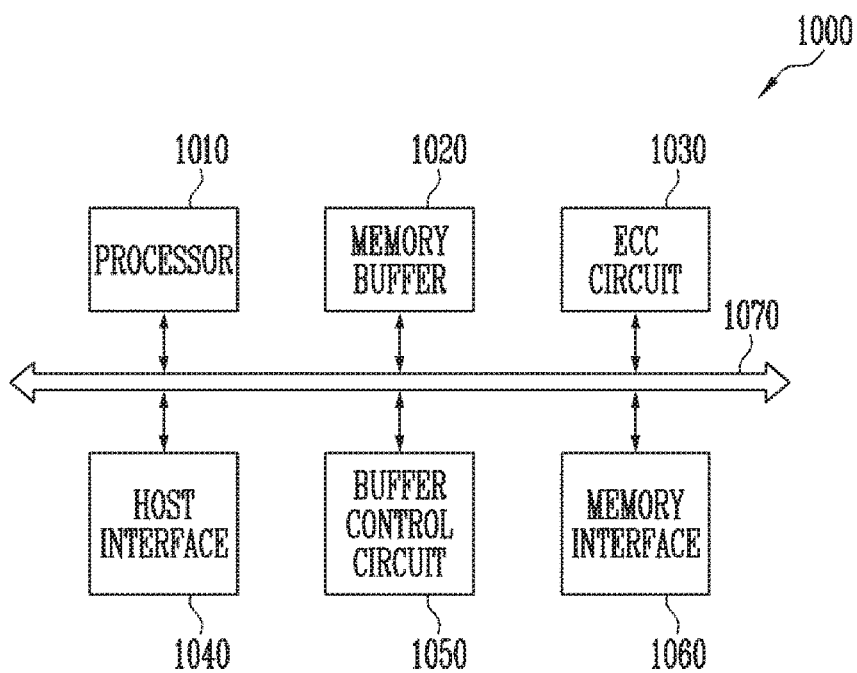 1000
1010
1020
1030
PROCESSOR
MEMORY
BUFFER
ECC
CIRCUIT
1070
HOST
INTERFACE
BUFFER
CONTROL
CIRCUIT
MEMORY
INTERFACE
1040
1050
1060